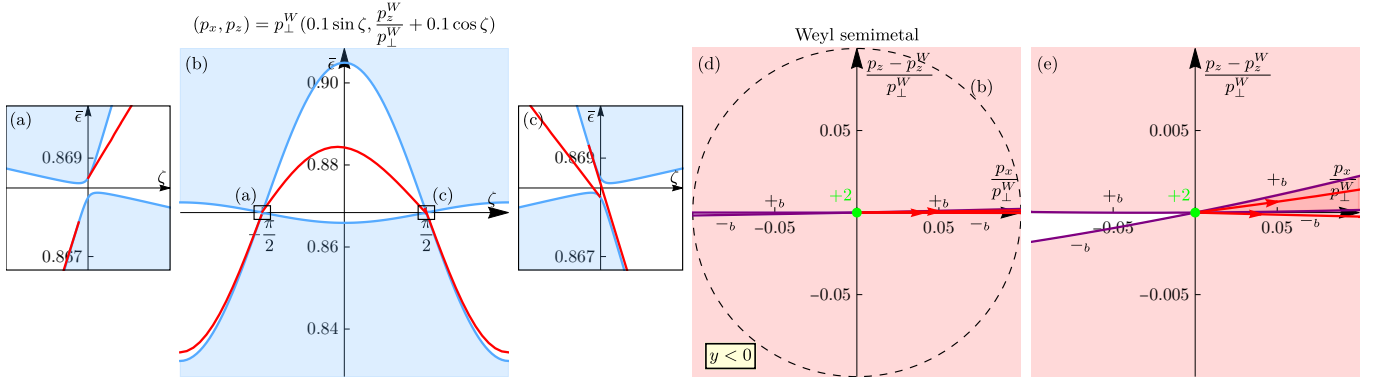 (p_x, p_z) = p_⊥^W(0.1 sin ζ, p_z^W/p_⊥^W + 0.1 cos ζ)
(a)
ϵ̄
0.869
ζ
0.867
(b)
ϵ̄
0.90
0.88
(a)
(c)
ζ
−π/2
π/2
0.86
0.84
(c)
ϵ̄
0.869
ζ
0.867
Weyl semimetal
(d)
(p_z − p_z^W)/p_⊥^W
(b)
0.05
p_x/p_⊥^W
+2
+_b
+_b
−_b
−0.05
0.05
−_b
−0.05
y < 0
(e)
(p_z − p_z^W)/p_⊥^W
0.005
p_x/p_⊥^W
+_b
+2
+_b
−0.05
0.05
−_b
−_b
−0.005